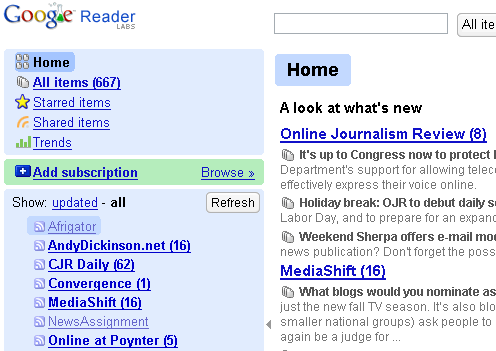 Google Reader
LABS
All ite
Home
All items (667)
Starred items
Shared items
Trends
Add subscription
Browse »
Show: updated - all
Refresh
Afrigator
AndyDickinson.net (16)
CJR Daily (62)
Convergence (1)
MediaShift (16)
NewsAssignment
Online at Poynter (5)
Home
A look at what's new
Online Journalism Review (8)
It's up to Congress now to protect
Department's support for allowing telec
effectively express their voice online.
Holiday break: OJR to debut daily s
Labor Day, and to prepare for an expan
Weekend Sherpa offers e-mail mo
news publication? Don't forget the poss
MediaShift (16)
What blogs would you nominate as
just the new fall TV season. It's also blo
smaller national groups) ask people to
again be a judge for ...